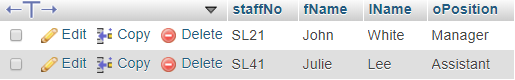 staffNo fName lName oPosition
Edit Copy Delete SL21 John White Manager
Edit Copy Delete SL41 Julie Lee Assistant